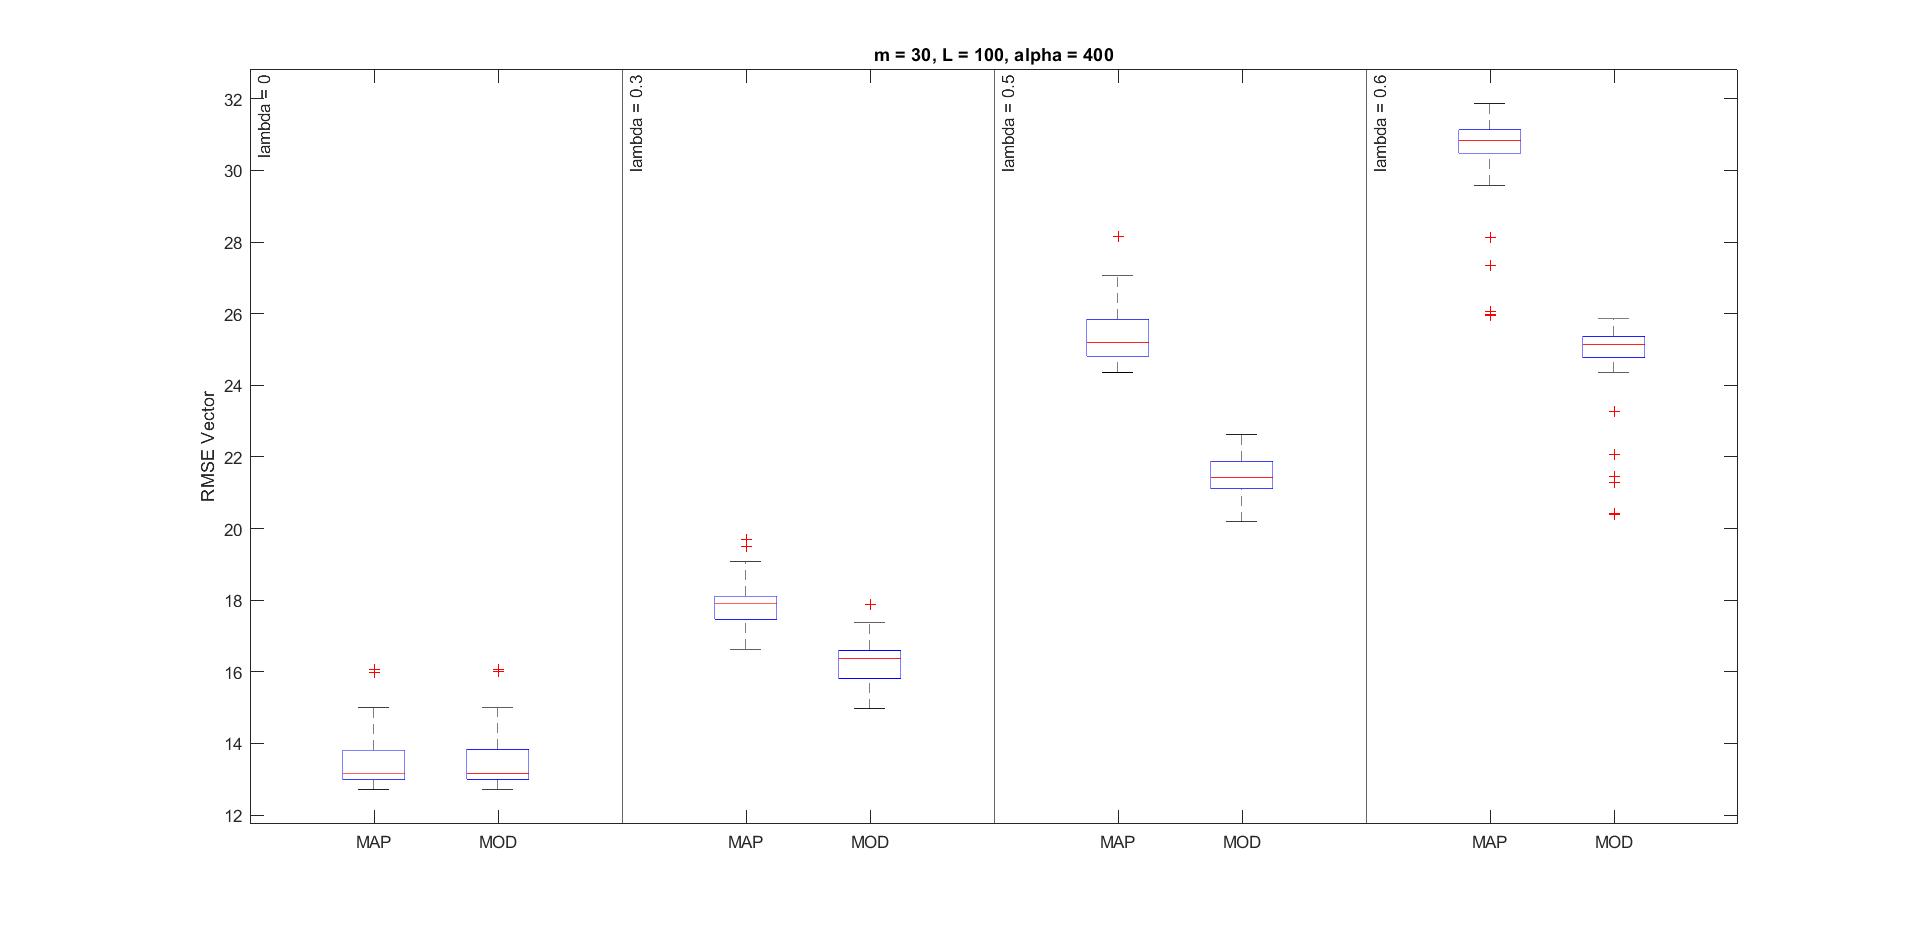 m = 30, L = 100, alpha = 400
lambda = 0
lambda = 0.3
lambda = 0.5
lambda = 0.6
RMSE Vector
32
30
28
26
24
22
20
18
16
14
12
MAP MOD MAP MOD MAP MOD MAP MOD